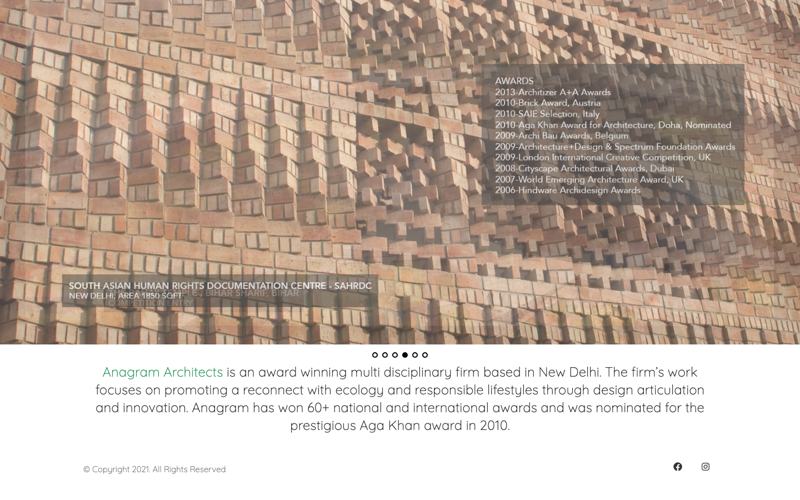 AWARDS
2013-Architizer A+A Awards
2010-Brick Award, Austria
2010-SAIE Selection, Italy
2010-Aga Khan Award for Architecture, Doha, Nominated
2009-Archi Bau Awards, Belgium
2009-Architecture+Design & Spectrum Foundation Awards
2009-London International Creative Competition, UK
2008-Cityscape Architectural Awards, Dubai
2007-World Emerging Architecture Award, UK
2006-Hindware Archidesign Awards
SOUTH ASIAN HUMAN RIGHTS DOCUMENTATION CENTRE - SAHRDC
NEW DELHI, AREA 1850 SQFT
BIHAR SHARIF, BIHAR
COMPETITION ENTRY
Anagram Architects is an award winning multi disciplinary firm based in New Delhi. The firm's work
focuses on promoting a reconnect with ecology and responsible lifestyles through design articulation
and innovation. Anagram has won 60+ national and international awards and was nominated for the
prestigious Aga Khan award in 2010.
© Copyright 2021. All Rights Reserved